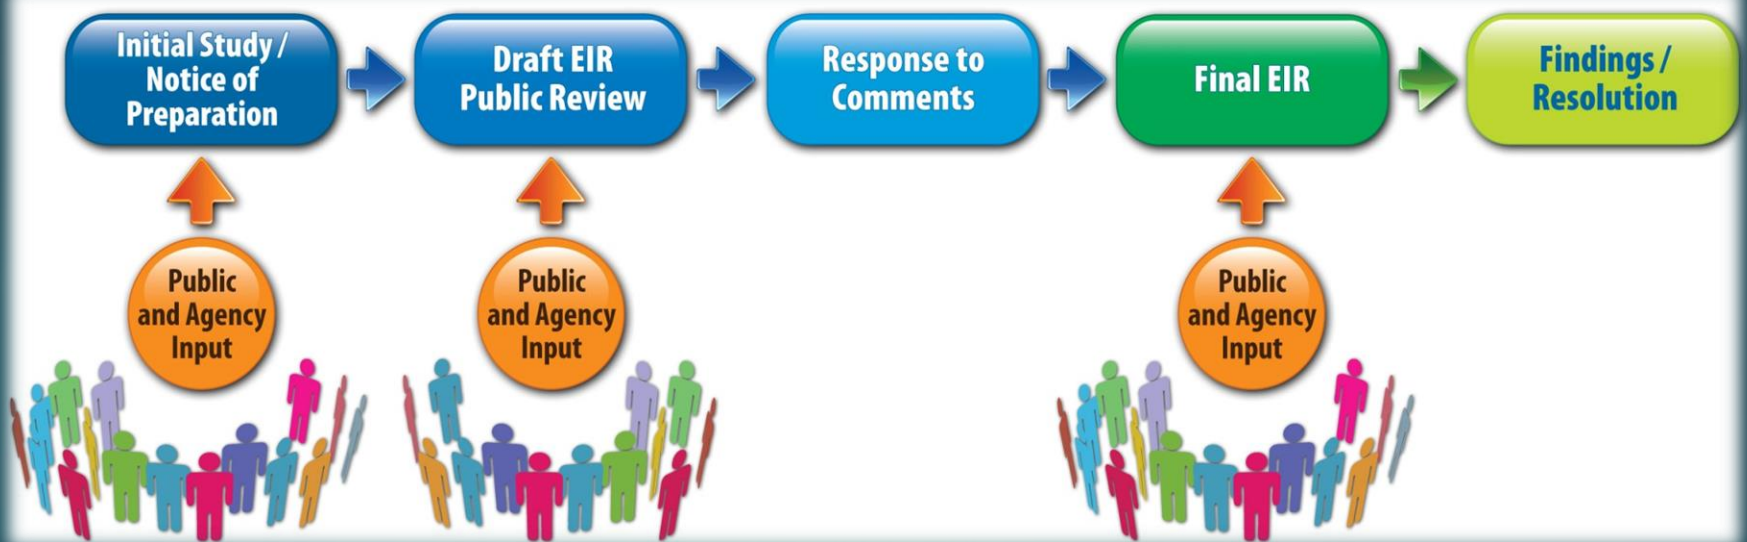 Initial Study /
Notice of
Preparation
Draft EIR
Public Review
Response to
Comments
Final EIR
Findings /
Resolution
Public
and Agency
Input
Public
and Agency
Input
Public
and Agency
Input